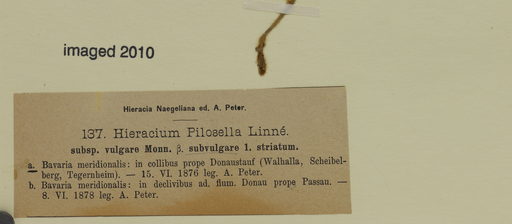 imaged 2010
Hieracia Naegeliana ed. A. Peter.
137. Hieracium Pilosella Linné.
subsp. vulgare Monn. β. subvulgare 1. striatum.
a. Bavaria meridionalis: in collibus prope Donaustauf (Walhalla, Scheibel-
berg, Tegernheim). — 15. VI. 1876 leg. A. Peter.
b. Bavaria meridionalis: in declivibus ad. flum. Donau prope Passau. —
8. VI. 1878 leg. A. Peter.